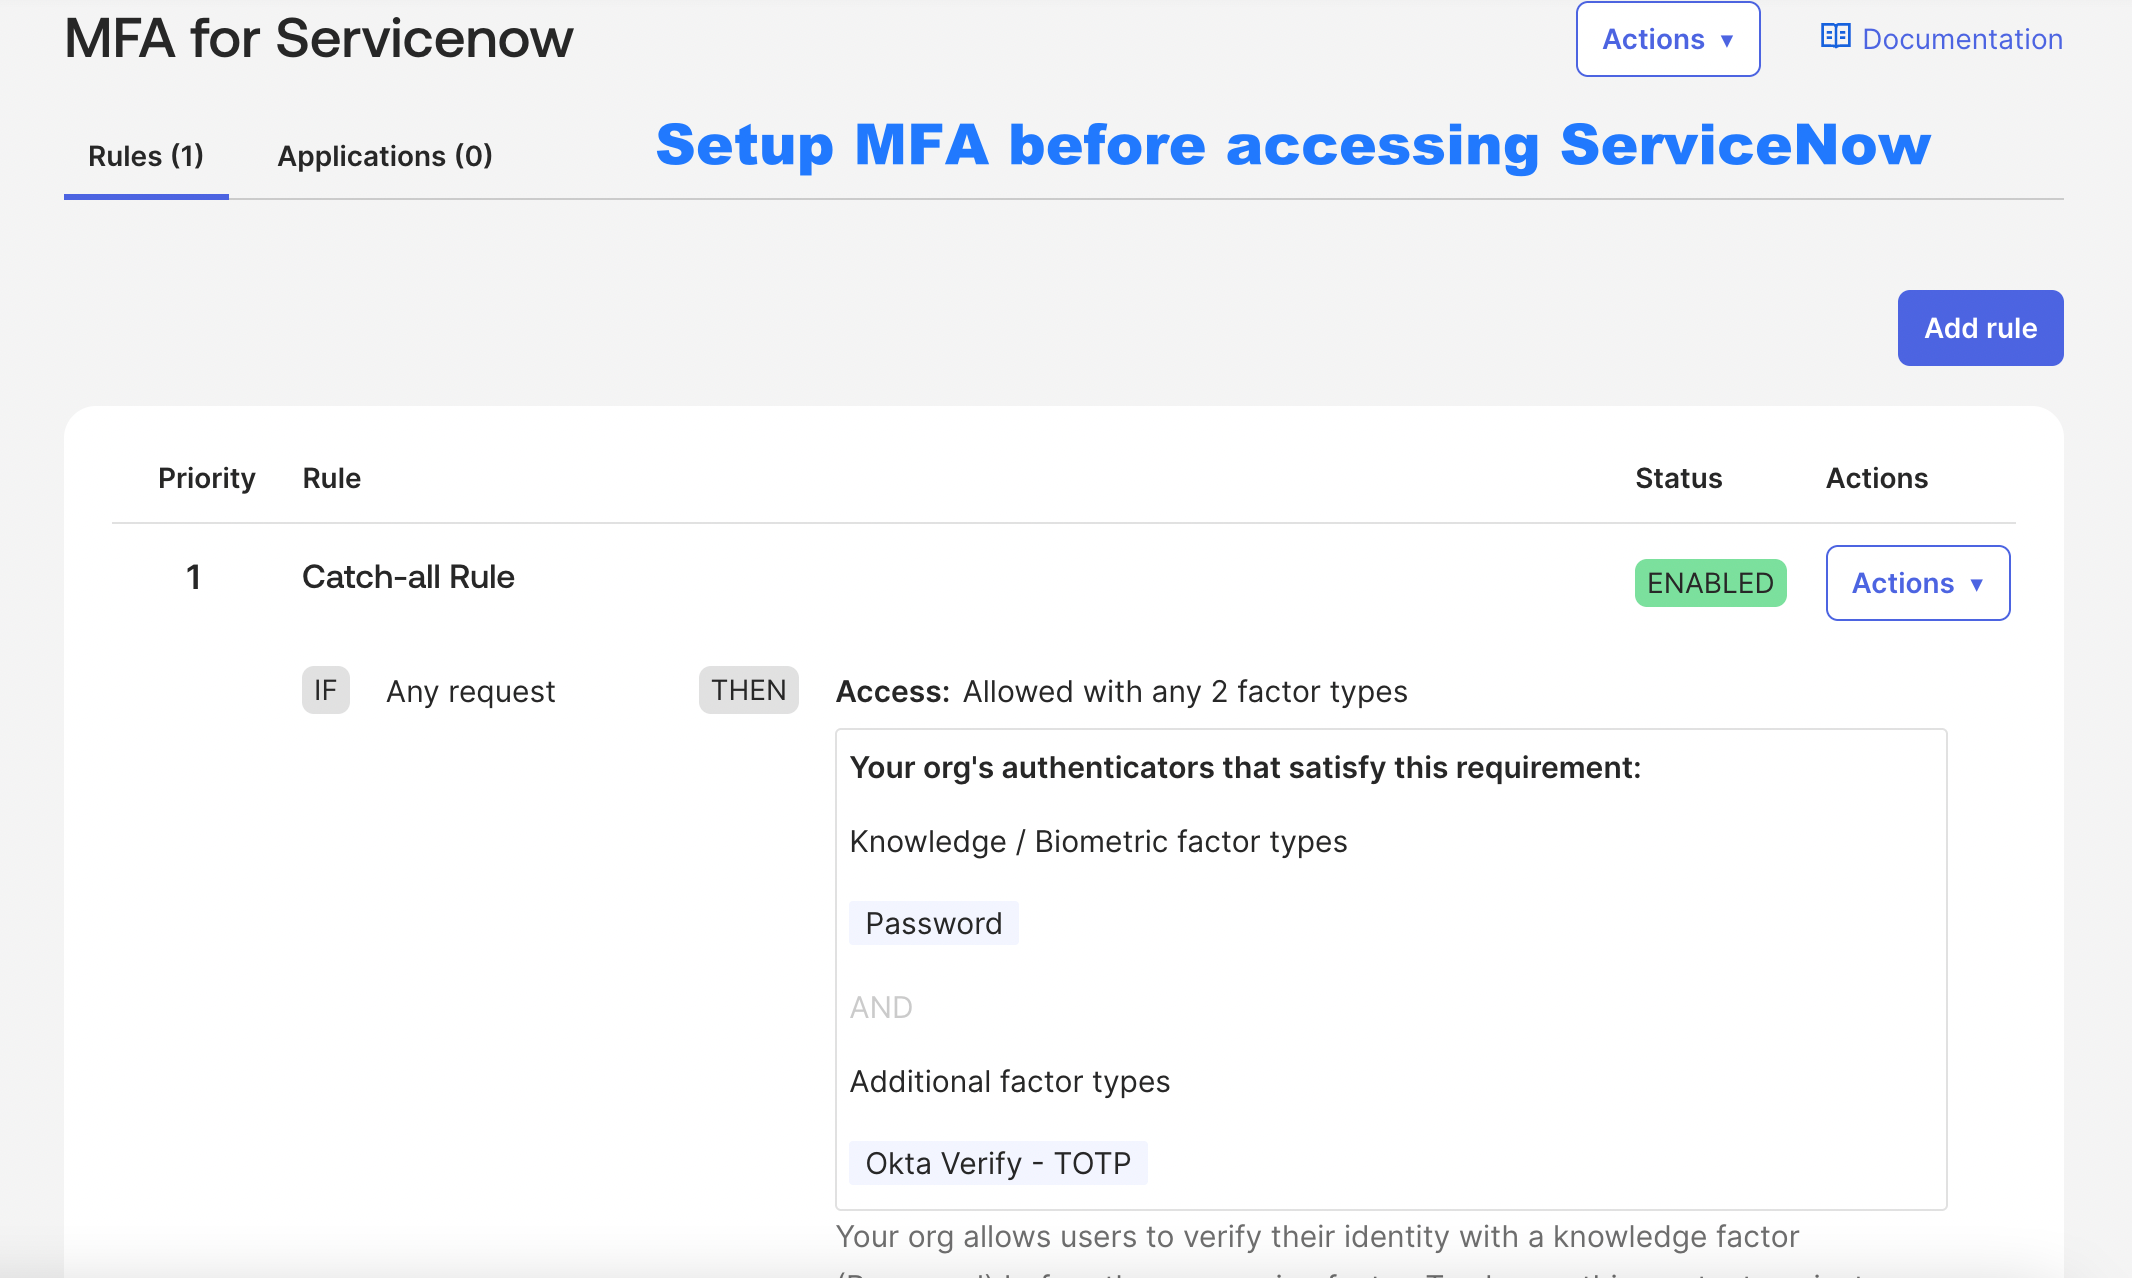 MFA for Servicenow
Actions ▼
Documentation
Rules (1)
Applications (0)
Setup MFA before accessing ServiceNow
Add rule
Priority Rule Status Actions
1 Catch-all Rule ENABLED Actions ▼
IF Any request THEN Access: Allowed with any 2 factor types
Your org's authenticators that satisfy this requirement:
Knowledge / Biometric factor types
Password
AND
Additional factor types
Okta Verify - TOTP
Your org allows users to verify their identity with a knowledge factor